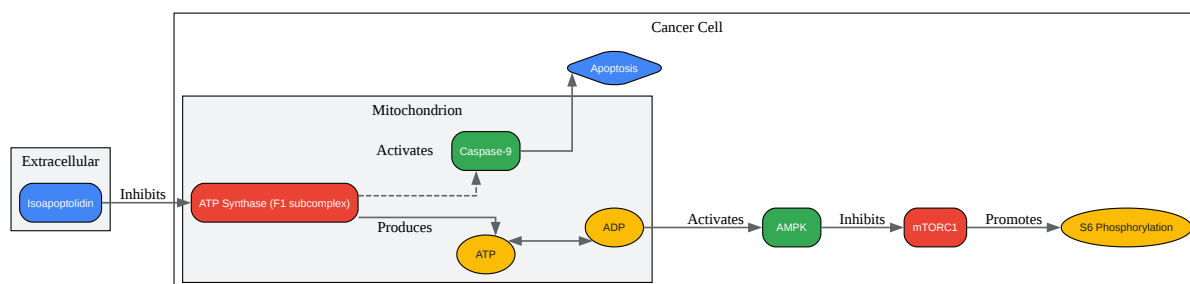 Cancer Cell
Apoptosis
Mitochondrion
Activates
Caspase-9
Extracellular
Isoapoptolidin
Inhibits
ATP Synthase (F1 subcomplex)
Produces
ATP
ADP
Activates
AMPK
Inhibits
mTORC1
Promotes
S6 Phosphorylation